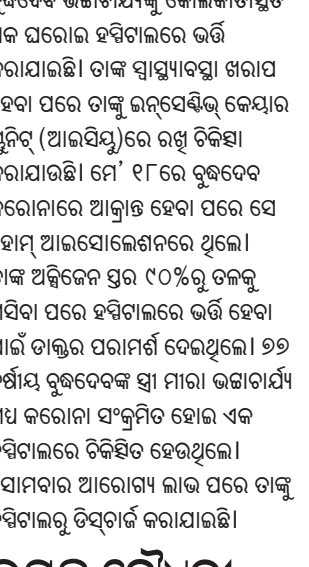 ଭଟ୍ଟାଚାର୍ଯ୍ୟଙ୍କୁ କୋଲକାତାସ୍ଥିତ
ଏକ ଘରୋଇ ହସ୍ପିଟାଲରେ ଭର୍ତ୍ତି
କରାଯାଇଛି। ତାଙ୍କ ସ୍ୱାସ୍ଥ୍ୟାବସ୍ଥା ଖରାପ
ହେବା ପରେ ତାଙ୍କୁ ଇନ୍‌ସେଣ୍ଟିଭ୍ କେୟାର
ୟୁନିଟ୍ (ଆଇସିୟୁ)ରେ ରଖି ଚିକିତ୍ସା
କରାଯାଉଛି। ମେ’ ୧୮ରେ ବୁଦ୍ଧଦେବ
କରୋନାରେ ଆକ୍ରାନ୍ତ ହେବା ପରେ ସେ
ହୋମ୍ ଆଇସୋଲେଶନରେ ଥିଲେ।
ତାଙ୍କ ଅକ୍ସିଜେନ ସ୍ତର ୯୦%ରୁ ତଳକୁ
ଖସିବା ପରେ ହସ୍ପିଟାଲରେ ଭର୍ତ୍ତି ହେବା
ପାଇଁ ଡାକ୍ତର ପରାମର୍ଶ ଦେଇଥିଲେ। ୭୭
ବର୍ଷୀୟ ବୁଦ୍ଧଦେବଙ୍କ ସ୍ତ୍ରୀ ମୀରା ଭଟ୍ଟାଚାର୍ଯ୍ୟ
ମଧ୍ୟ କରୋନା ସଂକ୍ରମିତ ହୋଇ ଏକ
ହସ୍ପିଟାଲରେ ଚିକିତ୍ସିତ ହେଉଥିଲେ।
ସୋମବାର ଆରୋଗ୍ୟ ଲାଭ ପରେ ତାଙ୍କୁ
ହସ୍ପିଟାଲରୁ ଡିସ୍‌ଚାର୍ଜ କରାଯାଇଛି।